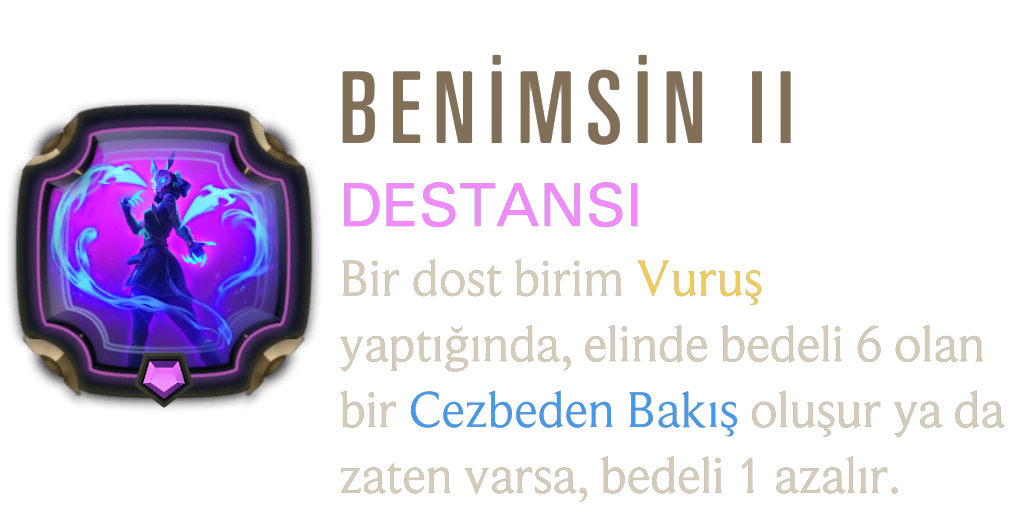 BENİMSİN II
DESTANSI
Bir dost birim Vuruş
yaptığında, elinde bedeli 6 olan
bir Cezbeden Bakış oluşur ya da
zaten varsa, bedeli 1 azalır.